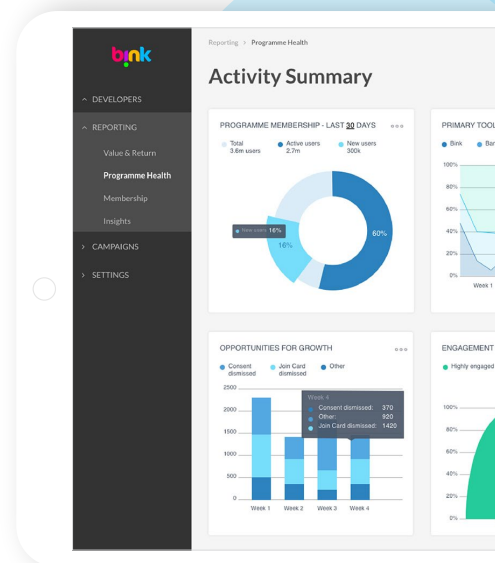 bink
DEVELOPERS
REPORTING
Value & Return
Programme Health
Membership
Insights
CAMPAIGNS
SETTINGS
Reporting > Programme Health
Activity Summary
PROGRAMME MEMBERSHIP - LAST 30 DAYS
Total
3.6m users
Active users
2.7m
New users
300k
New users 16%
16%
60%
PRIMARY TOOL
Bink
Bar
100%
80%
60%
40%
20%
0%
Week 1
OPPORTUNITIES FOR GROWTH
Consent
dismissed
Join Card
dismissed
Other
2500
2000
1500
1000
500
0
Week 4
Consent dismissed: 370
Other: 920
Join Card dismissed: 1420
Week 1
Week 2
Week 3
Week 4
ENGAGEMENT
Highly engaged
100%
80%
60%
40%
20%
0%